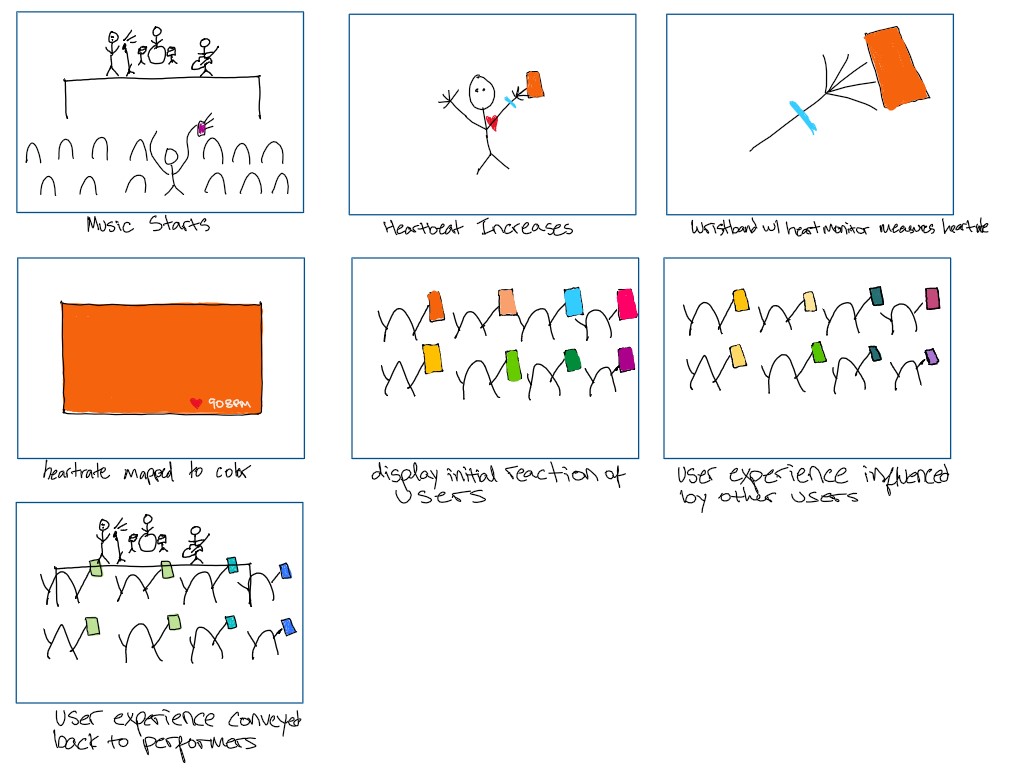 Music Starts
Heartbeat Increases
Wristband w/ heart monitor measures heartrate
90BPM
heartrate mapped to color
display initial reaction of
users
User experience influenced
by other users
User experience conveyed
back to performers